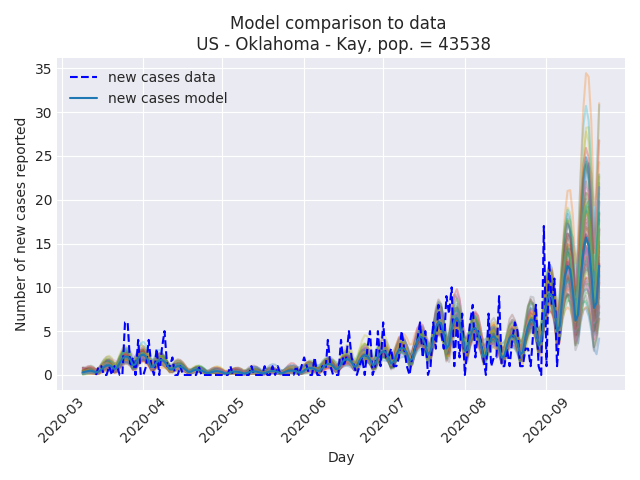 Model comparison to data
US - Oklahoma - Kay, pop. = 43538
new cases data
new cases model
Number of new cases reported
35
30
25
20
15
10
5
0
2020-03
2020-04
2020-05
2020-06
2020-07
2020-08
2020-09
Day